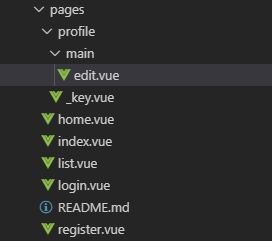 pages
profile
main
edit.vue
_key.vue
home.vue
index.vue
list.vue
login.vue
README.md
register.vue